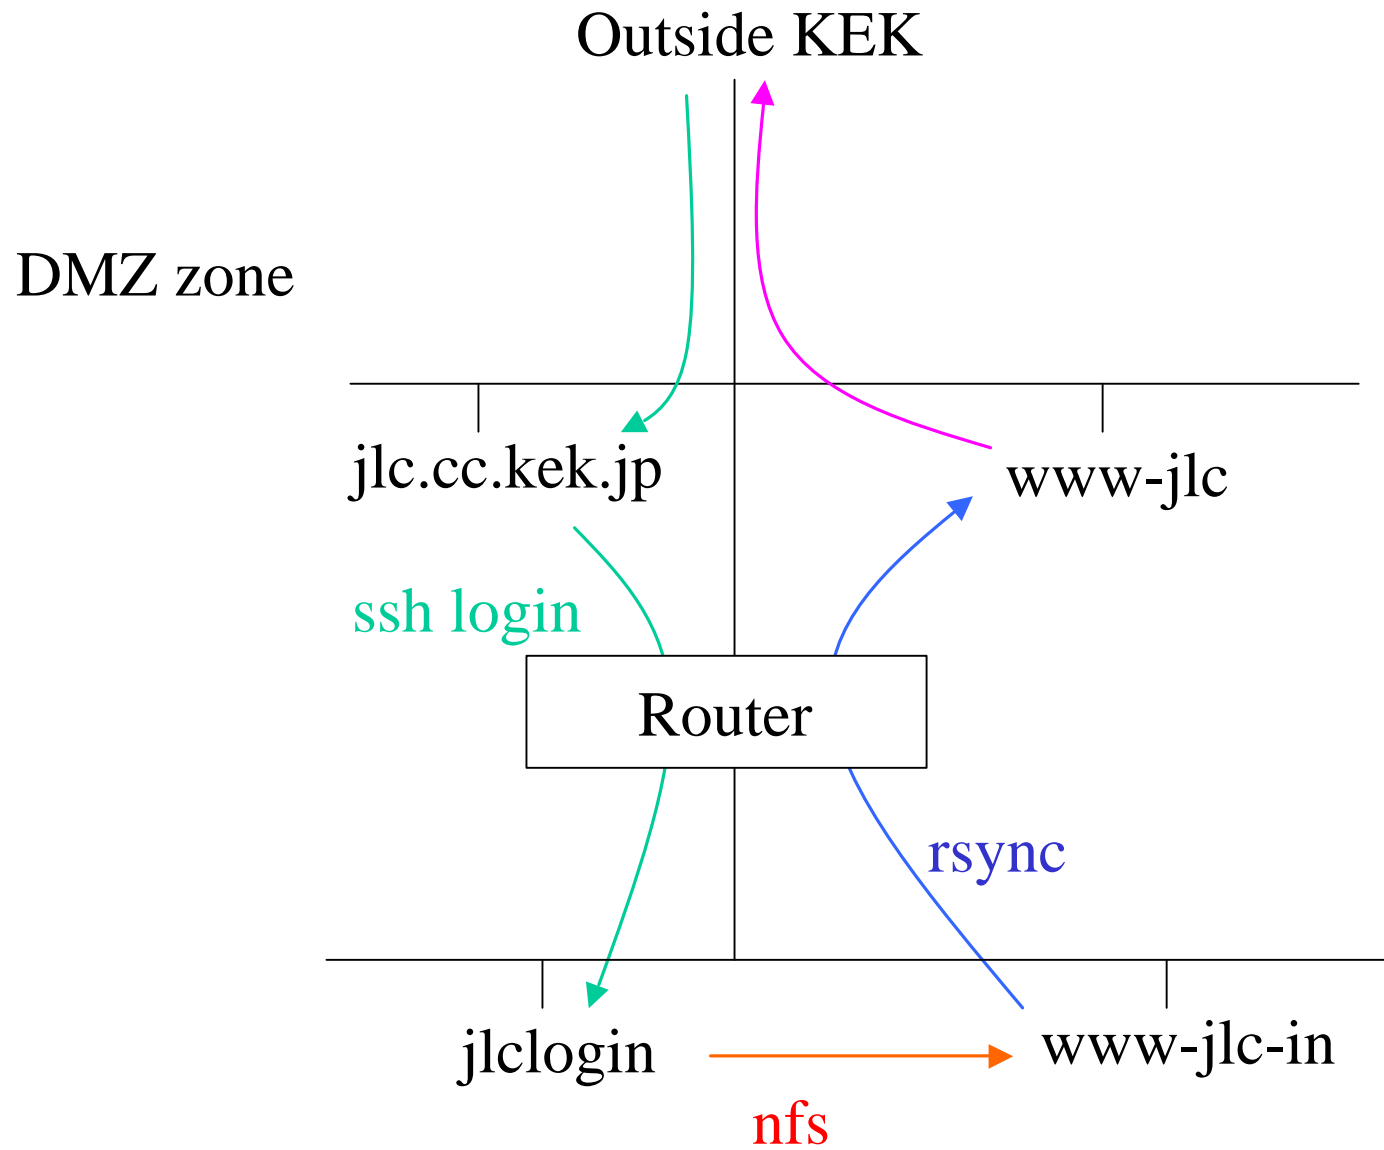 Outside KEK
DMZ zone
jlc.cc.kek.jp
www-jlc
ssh login
Router
rsync
jlclogin
www-jlc-in
nfs